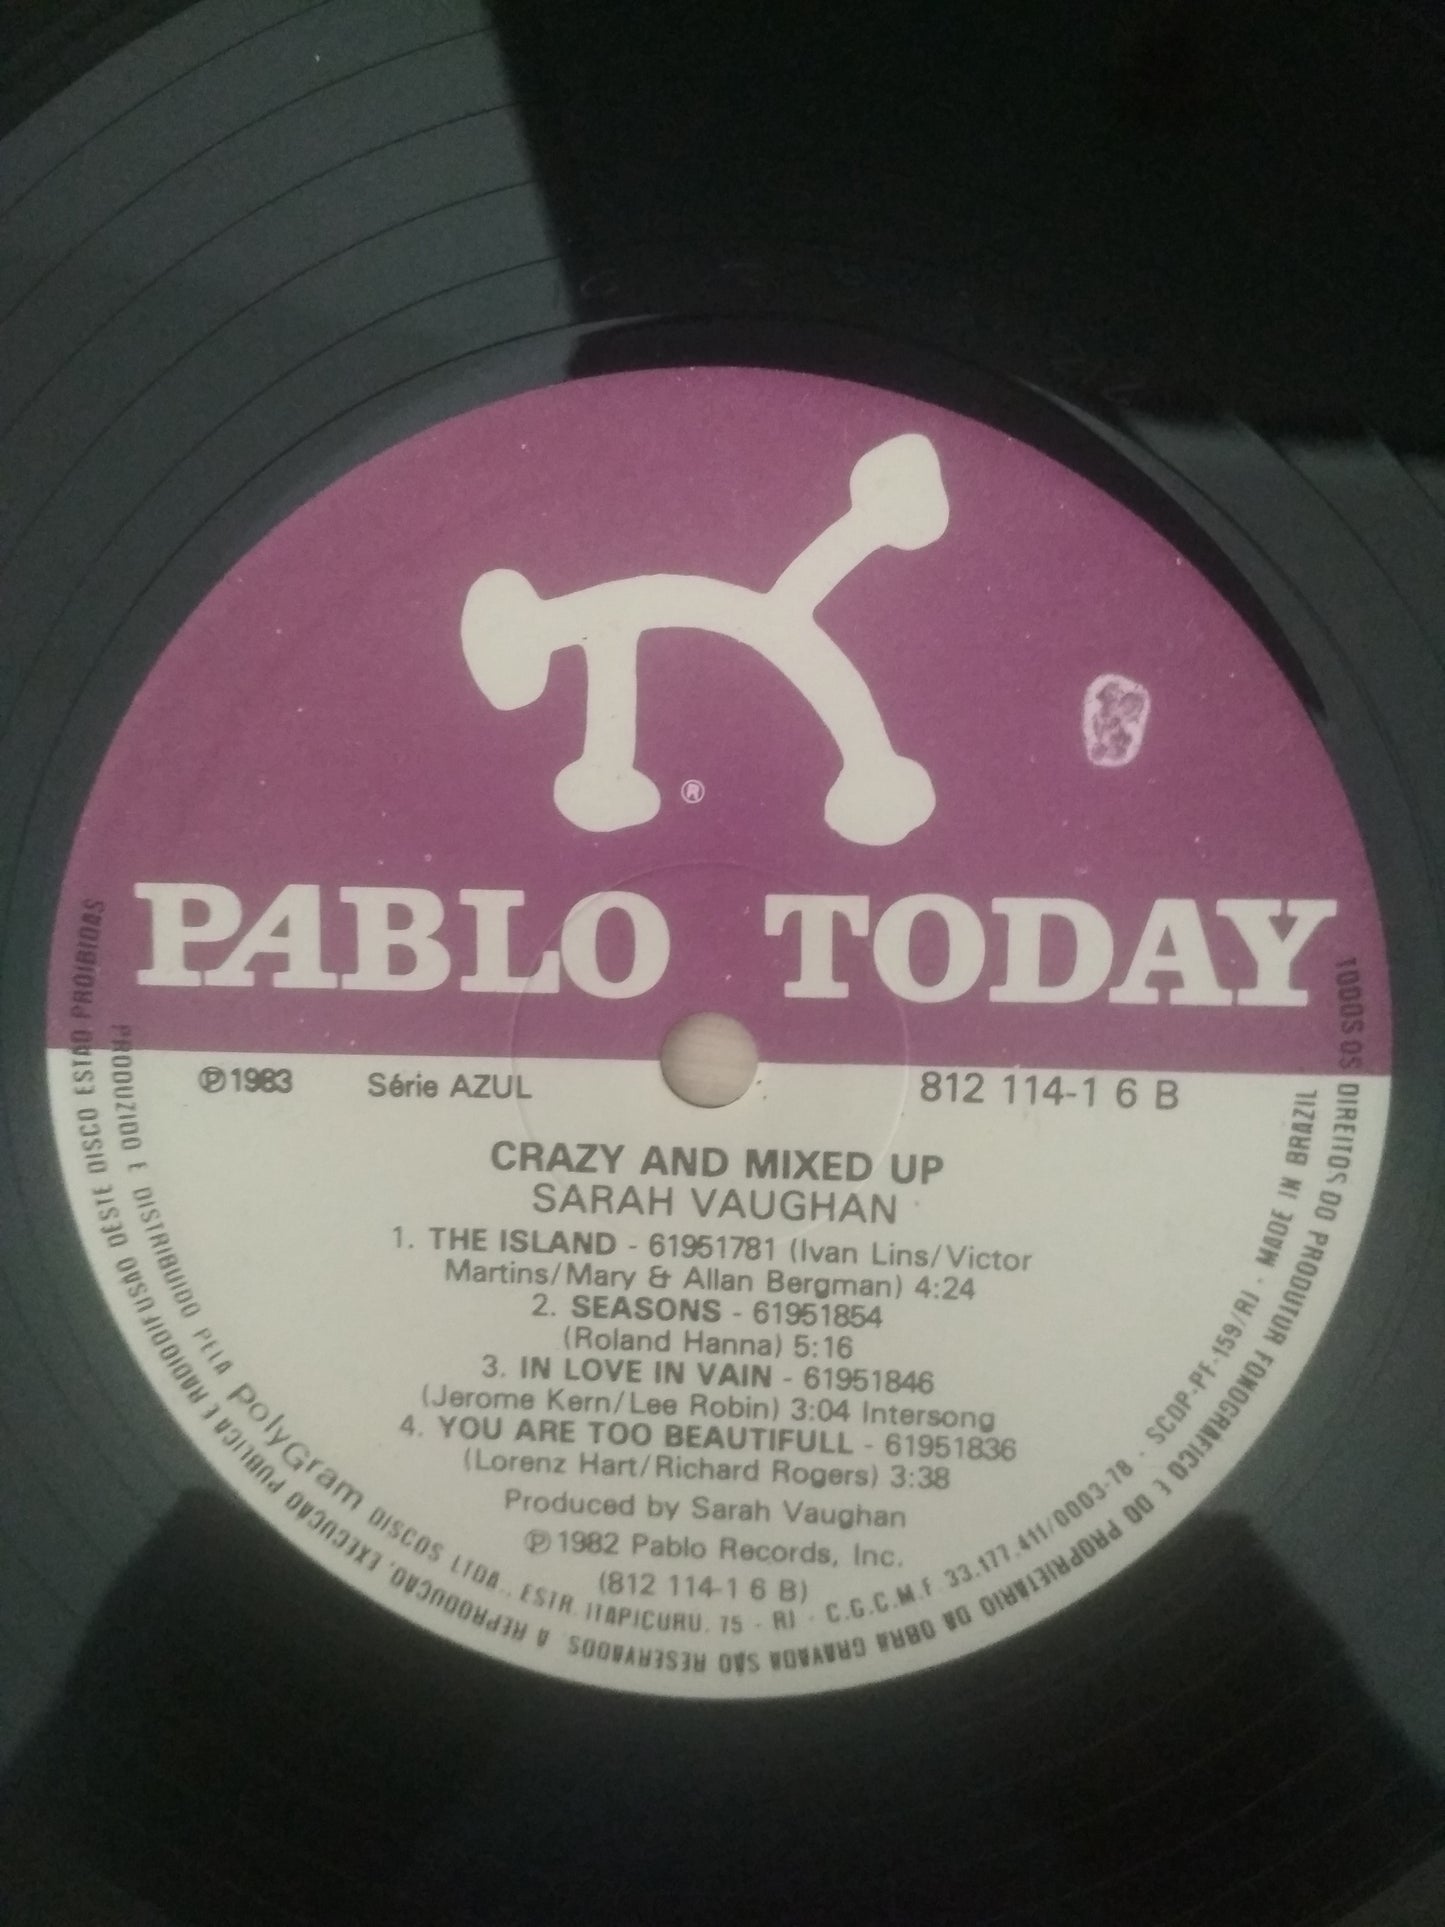 ®
PABLO TODAY
℗1983 Série AZUL 812 114-1 6 B
CRAZY AND MIXED UP
SARAH VAUGHAN
1. THE ISLAND - 61951781 (Ivan Lins/Victor
Martins/Mary & Allan Bergman) 4:24
2. SEASONS - 61951854
(Roland Hanna) 5:16
3. IN LOVE IN VAIN - 61951846
(Jerome Kern/Lee Robin) 3:04 Intersong
4. YOU ARE TOO BEAUTIFULL - 61951836
(Lorenz Hart/Richard Rogers) 3:38
Produced by Sarah Vaughan
℗1982 Pablo Records, Inc.
(812 114-1 6 B)
PRODUZIDO E DISTRIBUIDO PELA PolyGram DISCOS LTDA., ESTR. ITAPICURU, 75 - RJ - C.G.C.M.F. 33.177.411/0003-78 - SCDP-PF-159/RJ - MADE IN BRAZIL
TODOS OS DIREITOS DO PRODUTOR FONOGRAFICO E DO PROPRIETARIO DA OBRA GRAVADA SÃO RESERVADOS. A REPRODUCAO, EXECUCAO PUBLICA E RADIODIFUSÃO DESTE DISCO ESTÃO PROIBIDAS